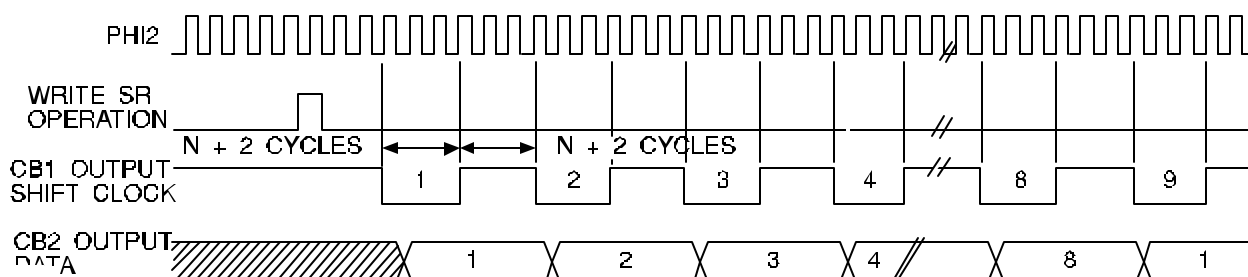 PHI2
WRITE SR
OPERATION
N + 2 CYCLES
N + 2 CYCLES
CB1 OUTPUT
SHIFT CLOCK
1
2
3
4
8
9
CB2 OUTPUT
1
2
3
4
8
1